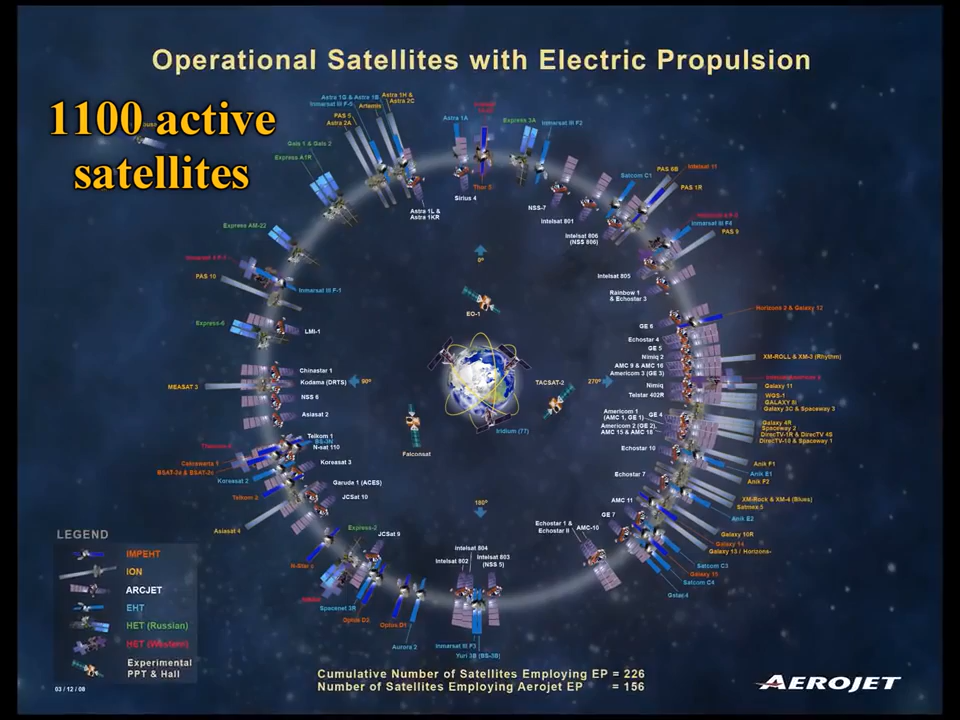 Operational Satellites with Electric Propulsion
1100 active
satellites
Astra 1G & Astra 1B
Inmarsat III F-5
Astra 1H &
Astra 2C
Artemis
PAS 5
Astra 2A
Gals 1 & Gals 2
Express A1R
Astra 1A
Express 3A
Inmarsat III F2
Thor 5
Sirius 4
Astra 1L &
Astra 1KR
NSS-7
Intelsat 801
Intelsat 806
(NSS 806)
Satcom C1
PAS 6B
Intelsat 11
PAS 1R
Inmarsat III F4
PAS 9
Express AM-22
PAS 10
Inmarsat III F-1
0º
Intelsat 805
Rainbow 1
& Echostar 3
EO-1
Express-6
LMI-1
Horizons 2 & Galaxy 12
GE 6
Echostar 4
GE 5
Nimiq 2
AMC 9 & AMC 16
Americom 3 (GE 3)
Nimiq
Telstar 402R
XM-ROLL & XM-3 (Rhythm)
Chinastar 1
Kodama (DRTS)
90º
MEASAT 3
NSS 6
Asiasat 2
TACSAT-2
270º
Galaxy 11
WGS-1
GALAXY 8i
Galaxy 3C & Spaceway 3
Americom 1
(AMC 1, GE 1)
GE 4
Americom 2 (GE 2),
AMC 15 & AMC 18
Galaxy 4R
Spaceway 2
DirecTV-1R & DirecTV 4S
DirecTV-10 & Spaceway 1
Iridium (77)
Falconsat
Telkom 1
BS-3N
N-sat 110
Cakrawarta 1
BSAT-2a & BSAT-2c
Koreasat 3
Koreasat 2
Telkom 2
Garuda 1 (ACES)
JCSat 10
Echostar 10
Echostar 7
Anik F1
Anik E1
Anik F2
XM-Rock & XM-4 (Blues)
Satmex 5
Anik E2
AMC 11
GE 7
Asiasat 4
Express-2
JCSat 9
180º
Echostar 1 &
Echostar II
AMC-10
Galaxy 10R
Galaxy 14
Galaxy 13 / Horizons-
Intelsat 804
Intelsat 802
Intelsat 803
(NSS 5)
N-Star c
Spacenet 3R
Optus D2
Optus D1
Aurora 2
Inmarsat III F3
Yuri 3B (BS-3B)
Satcom C3
Galaxy 15
Satcom C4
Gstar4
LEGEND
IMPEHT
ION
ARCJET
EHT
HET (Russian)
HET (Western)
Experimental
PPT & Hall
03 / 12 / 08
Cumulative Number of Satellites Employing EP = 226
Number of Satellites Employing Aerojet EP = 156
AEROJET